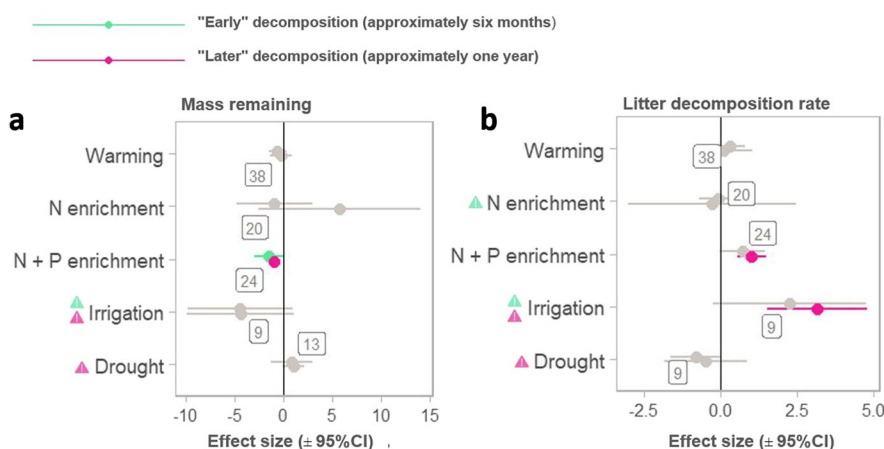 "Early" decomposition (approximately six months)
"Later" decomposition (approximately one year)
a
Mass remaining
Warming
38
N enrichment
20
N + P enrichment
24
Irrigation
9
13
Drought
-10 -5 0 5 10 15
Effect size (± 95%CI) ,
b
Litter decomposition rate
Warming
38
N enrichment
20
N + P enrichment
24
Irrigation
9
Drought
9
-2.5 0.0 2.5 5.0
Effect size (± 95%CI)